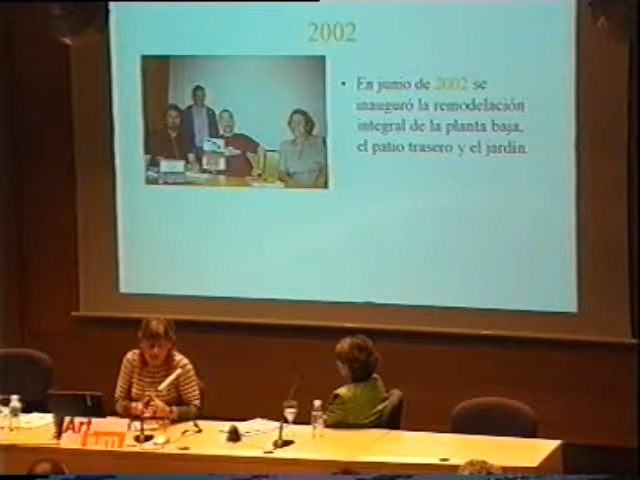 2002
• En junio de 2002 se
inauguró la remodelación
integral de la planta baja,
el patio trasero y el jardín.
Art